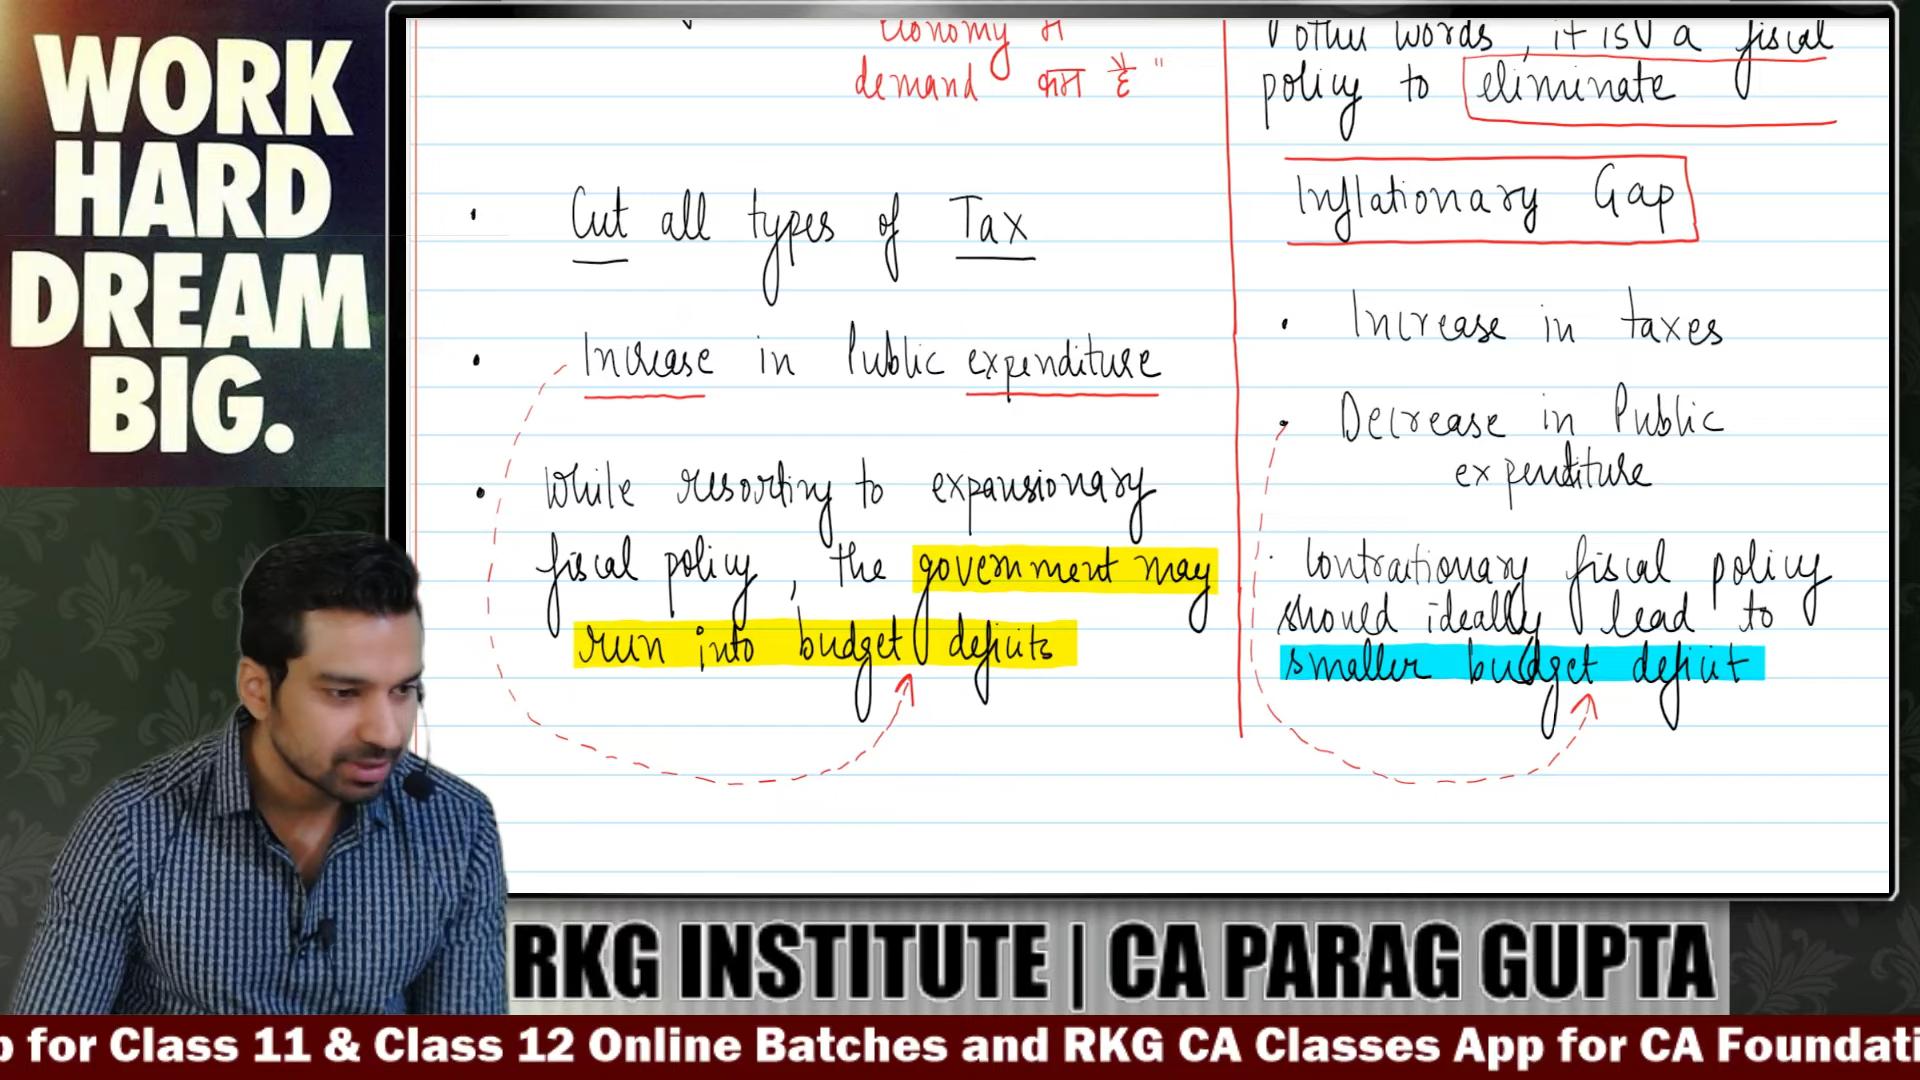 WORK
HARD
DREAM
BIG.
demand कम है"
• Cut all types of Tax
• Increase in Public expenditure
• While resorting to expansionary
fiscal policy, the government may
run into budget deficits
other words, it is a fiscal
policy to eliminate
Inflationary Gap
• Increase in taxes
• Decrease in Public
expenditure
• Contractionary fiscal policy
should ideally lead to
smaller budget deficit
RKG INSTITUTE | CA PARAG GUPTA
for Class 11 & Class 12 Online Batches and RKG CA Classes App for CA